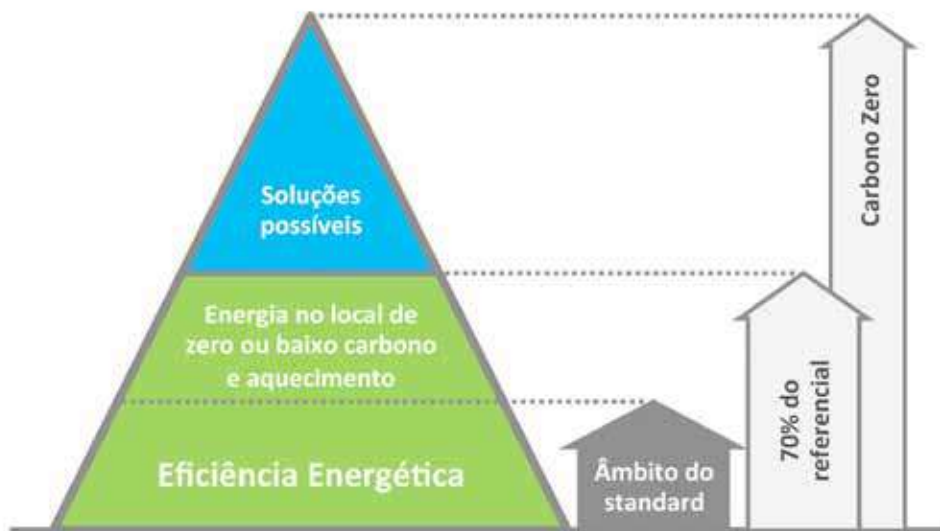 Soluções
possíveis
Energia no local de
zero ou baixo carbono
e aquecimento
Eficiência Energética
Âmbito do
standard
70% do
referencial
Carbono Zero